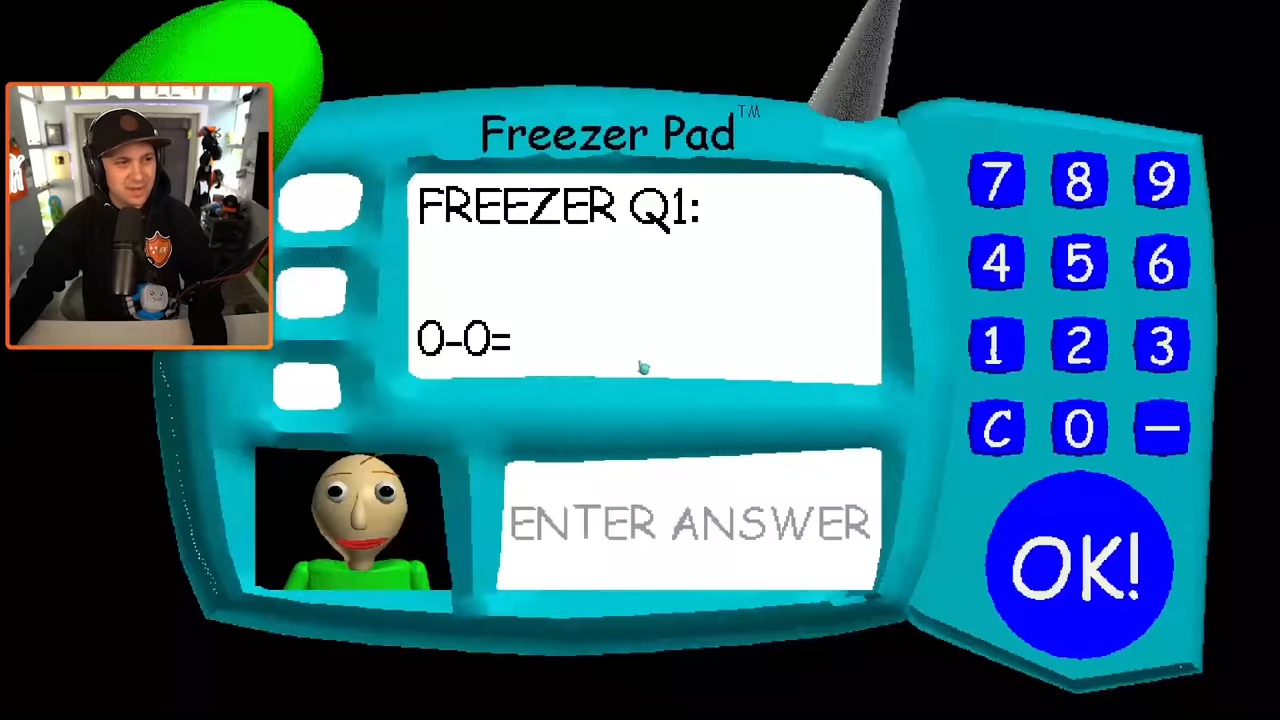 Freezer Pad™
FREEZER Q1:
0-0=
ENTER ANSWER
7 8 9
4 5 6
1 2 3
C 0 -
OK!